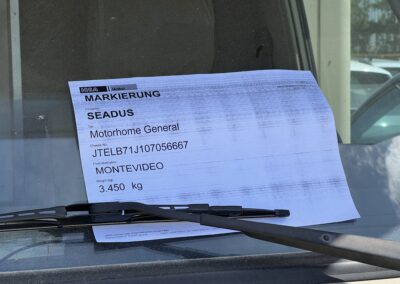 MARKIERUNG
SEADUS
Motorhome General
JTELB71J107056667
MONTEVIDEO
3.450 kg